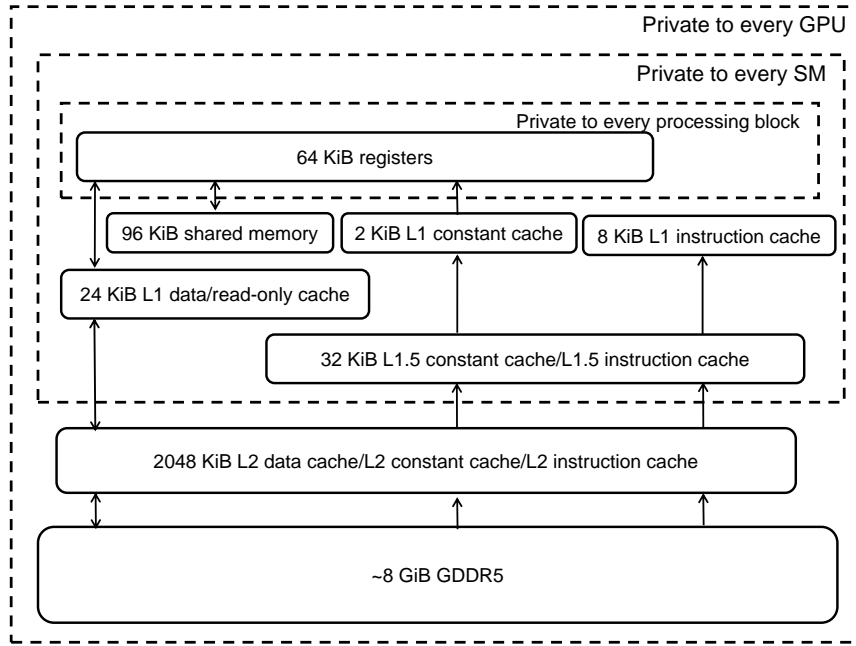 Private to every GPU
Private to every SM
Private to every processing block
64 KiB registers
96 KiB shared memory
2 KiB L1 constant cache
8 KiB L1 instruction cache
24 KiB L1 data/read-only cache
32 KiB L1.5 constant cache/L1.5 instruction cache
2048 KiB L2 data cache/L2 constant cache/L2 instruction cache
~8 GiB GDDR5